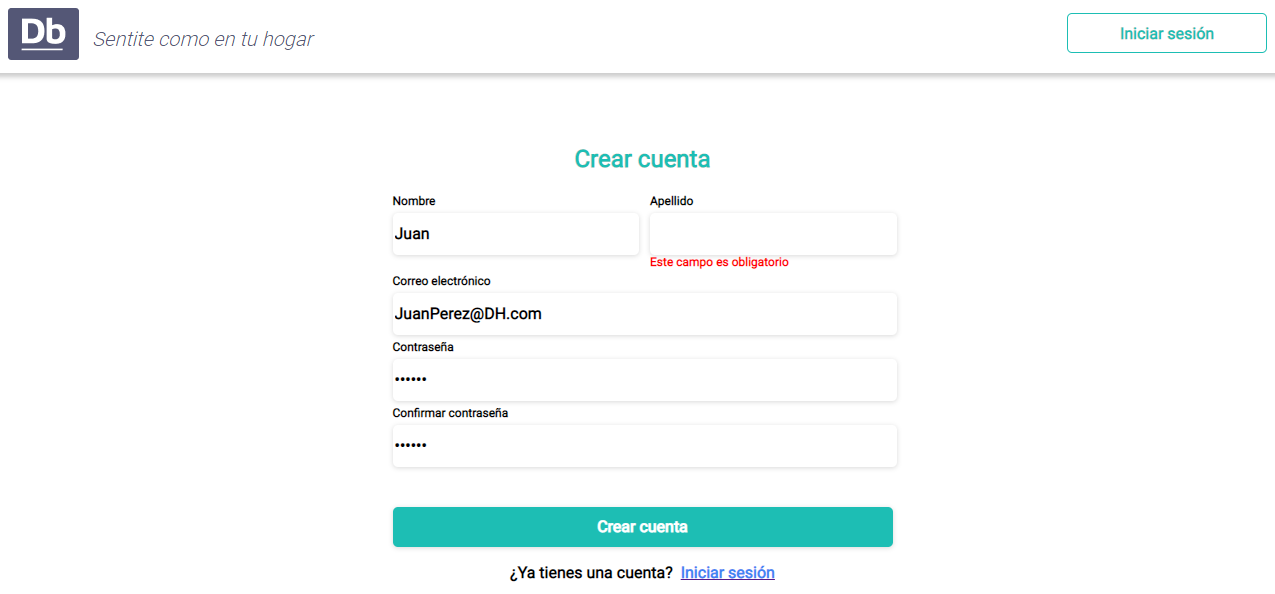 Db
Sentite como en tu hogar
Iniciar sesión
Crear cuenta
Nombre
Apellido
Juan
Este campo es obligatorio
Correo electrónico
JuanPerez@DH.com
Contraseña
••••••
Confirmar contraseña
••••••
Crear cuenta
¿Ya tienes una cuenta? Iniciar sesión